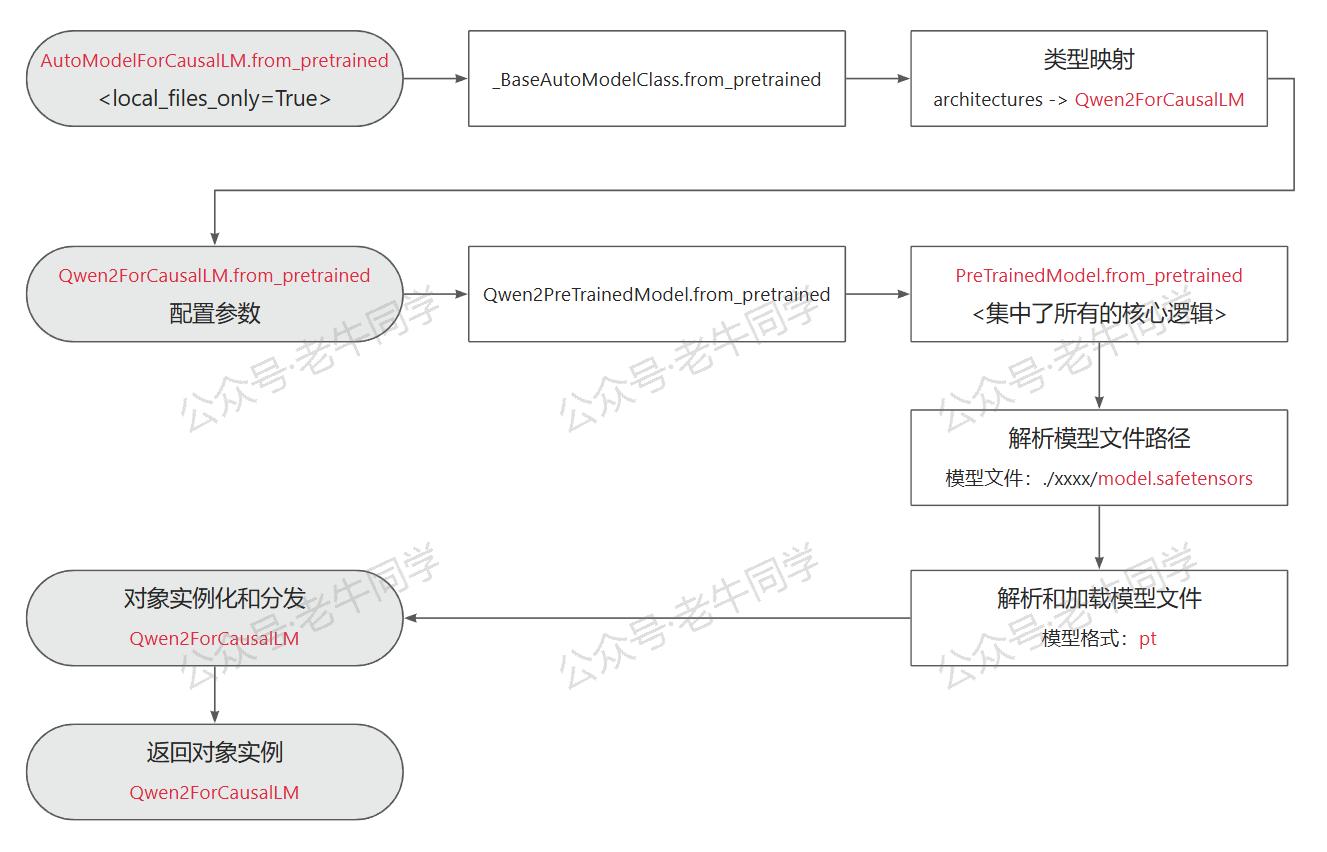 AutoModelForCausalLM.from_pretrained
<local_files_only=True>
_BaseAutoModelClass.from_pretrained
类型映射
architectures -> Qwen2ForCausalLM
Qwen2ForCausalLM.from_pretrained
配置参数
Qwen2PreTrainedModel.from_pretrained
PreTrainedModel.from_pretrained
<集中了所有的核心逻辑>
解析模型文件路径
模型文件：./xxxx/model.safetensors
解析和加载模型文件
模型格式：pt
对象实例化和分发
Qwen2ForCausalLM
返回对象实例
Qwen2ForCausalLM
公众号·老牛同学
公众号·老牛同学
公众号·老牛同学
公众号·老牛同学
公众号·老牛同学
公众号·老牛同学